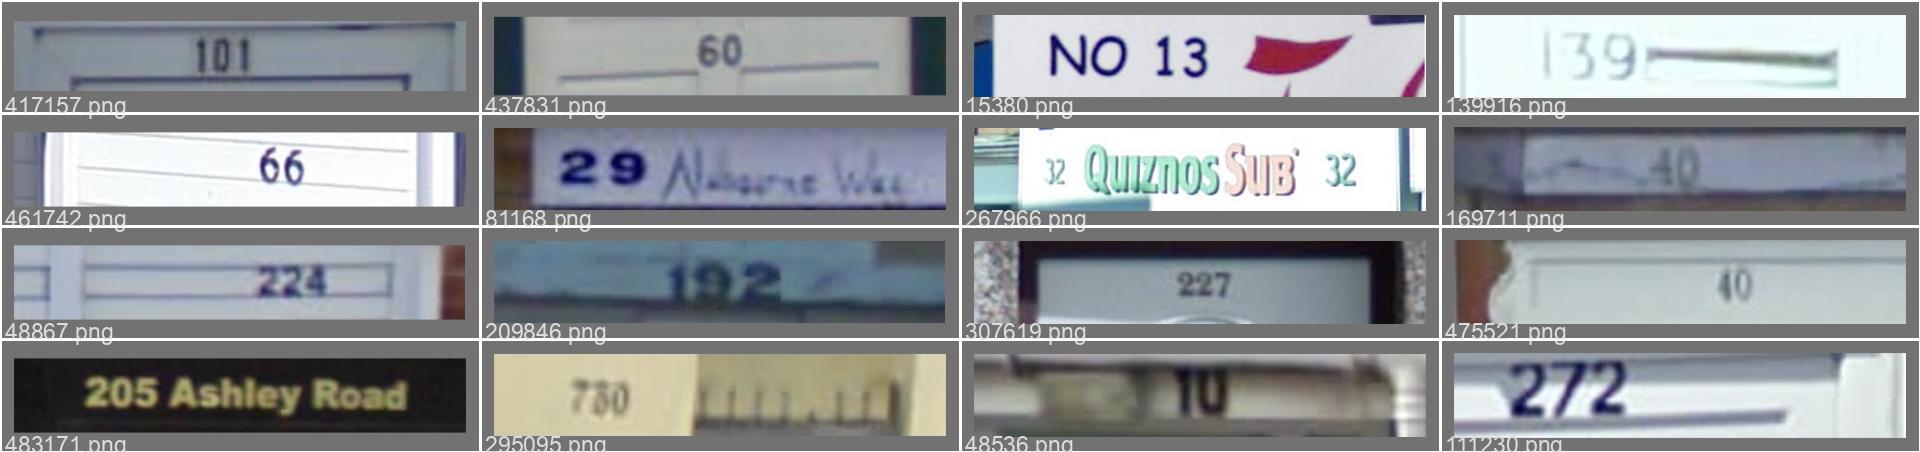 101
60
NO 13
139
417157.png
437831.png
15380.png
139916.png
66
29
32 QUIZNOS SUB 32
40
461742.png
81168.png
267966.png
169711.png
224
192
227
40
48867.png
209846.png
307619.png
475521.png
205 Ashley Road
730
10
272
483171.png
295095.png
48536.png
111230.png